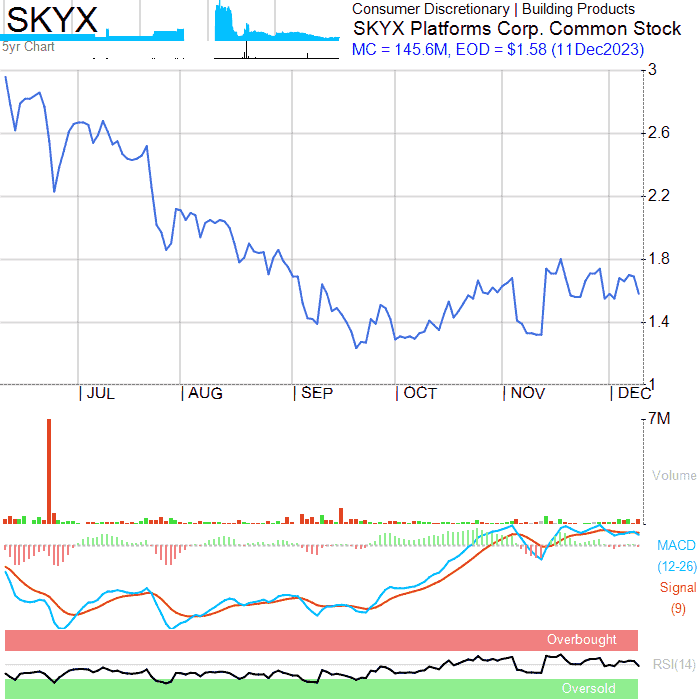 SKYX
5yr Chart
Consumer Discretionary | Building Products
SKYX Platforms Corp. Common Stock
MC = 145.6M, EOD = $1.58 (11Dec2023)
3
2.6
2.2
1.8
1.4
1
JUL AUG SEP OCT NOV DEC
7M
Volume
MACD
(12-26)
Signal
(9)
Overbought
RSI(14)
Oversold